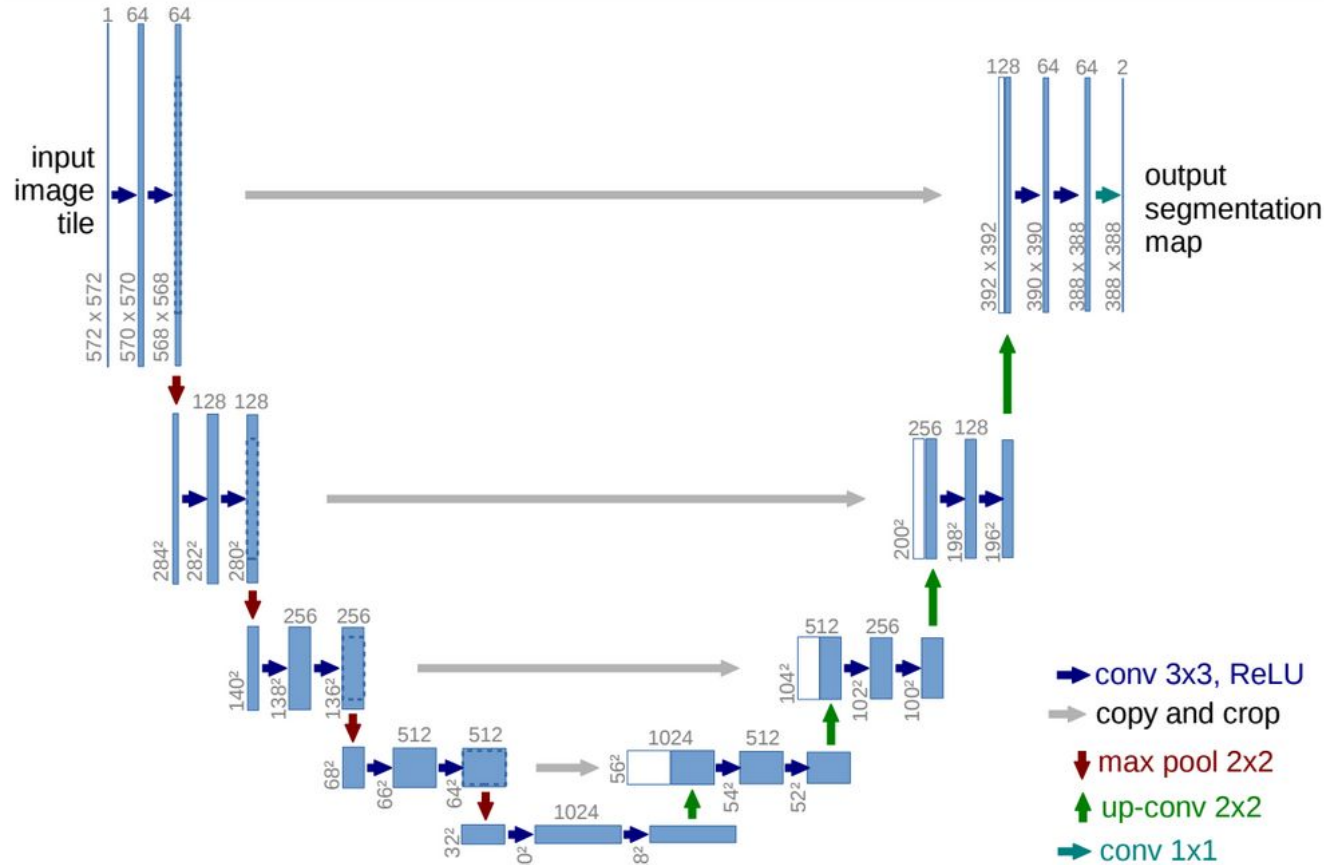 1 64 64
input
image
tile
572 x 572
570 x 570
568 x 568
128 128
284²
282²
280²
256 256
140²
138²
136²
512 512
68²
66²
64²
1024
32²
0²
8²
1024 512
56²
54²
52²
512 256
104²
102²
100²
256 128
200²
198²
196²
128 64 64 2
392 x 392
390 x 390
388 x 388
388 x 388
output
segmentation
map
conv 3x3, ReLU
copy and crop
max pool 2x2
up-conv 2x2
conv 1x1